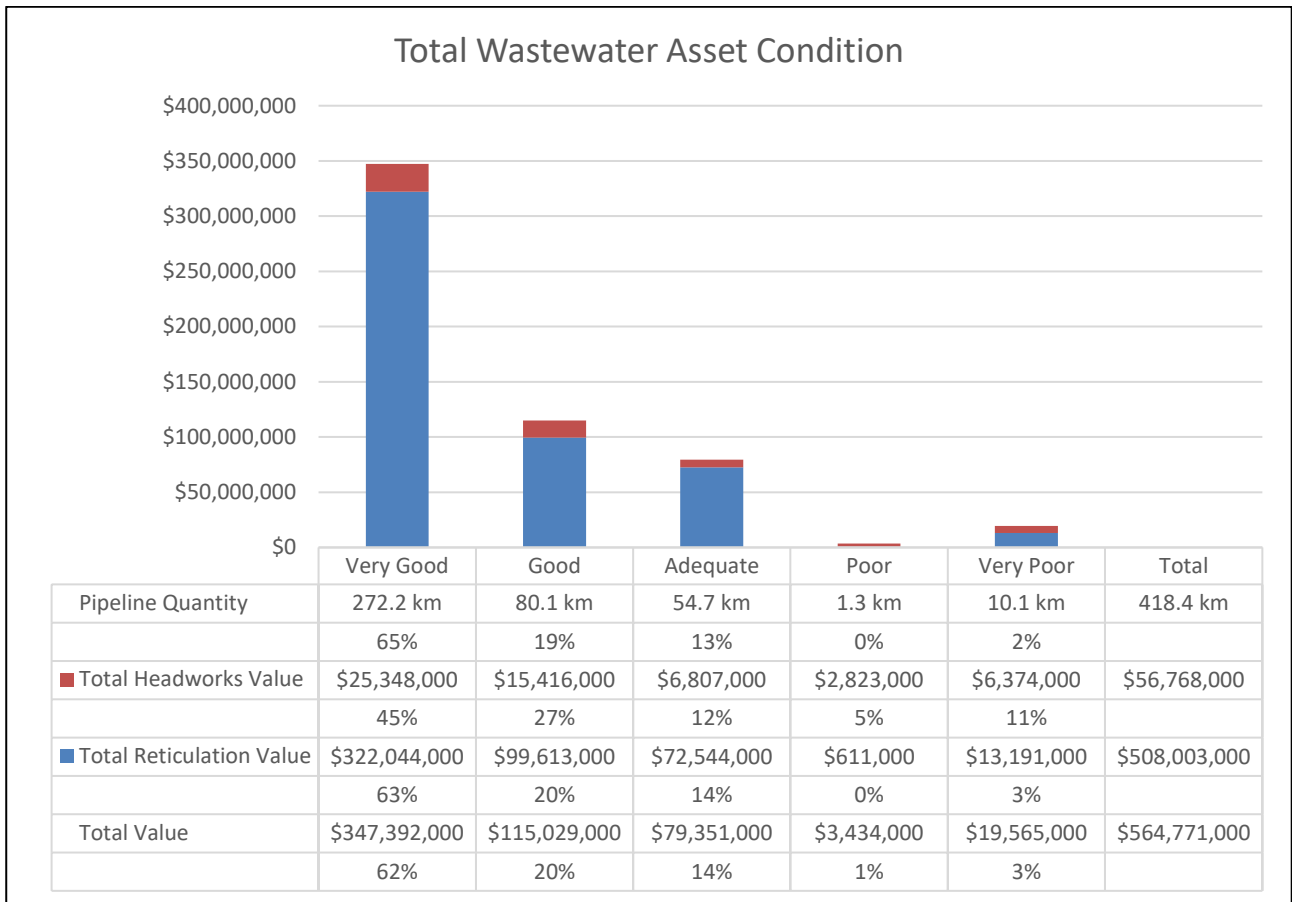 Total Wastewater Asset Condition
$400,000,000
$350,000,000
$300,000,000
$250,000,000
$200,000,000
$150,000,000
$100,000,000
$50,000,000
$0
Very Good Good Adequate Poor Very Poor Total
Pipeline Quantity 272.2 km 80.1 km 54.7 km 1.3 km 10.1 km 418.4 km
65% 19% 13% 0% 2%
Total Headworks Value $25,348,000 $15,416,000 $6,807,000 $2,823,000 $6,374,000 $56,768,000
45% 27% 12% 5% 11%
Total Reticulation Value $322,044,000 $99,613,000 $72,544,000 $611,000 $13,191,000 $508,003,000
63% 20% 14% 0% 3%
Total Value $347,392,000 $115,029,000 $79,351,000 $3,434,000 $19,565,000 $564,771,000
62% 20% 14% 1% 3%